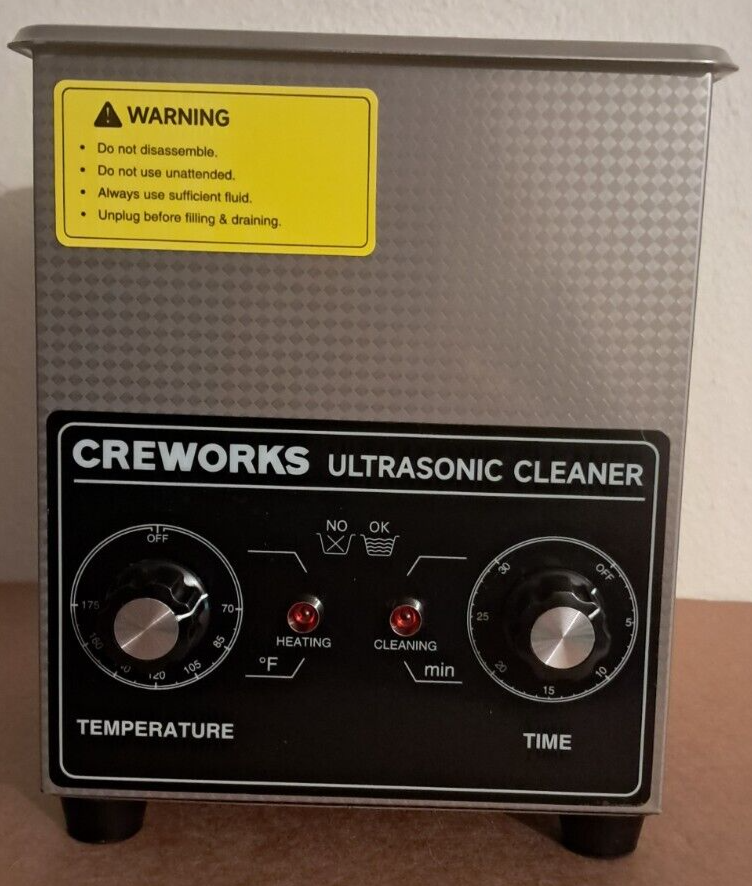 WARNING
• Do not disassemble.
• Do not use unattended.
• Always use sufficient fluid.
• Unplug before filling & draining.
CREWORKS ULTRASONIC CLEANER
NO OK
OFF
70
85
105
120
160
175
HEATING
CLEANING
°F
min
OFF
5
10
15
20
25
30
TEMPERATURE
TIME